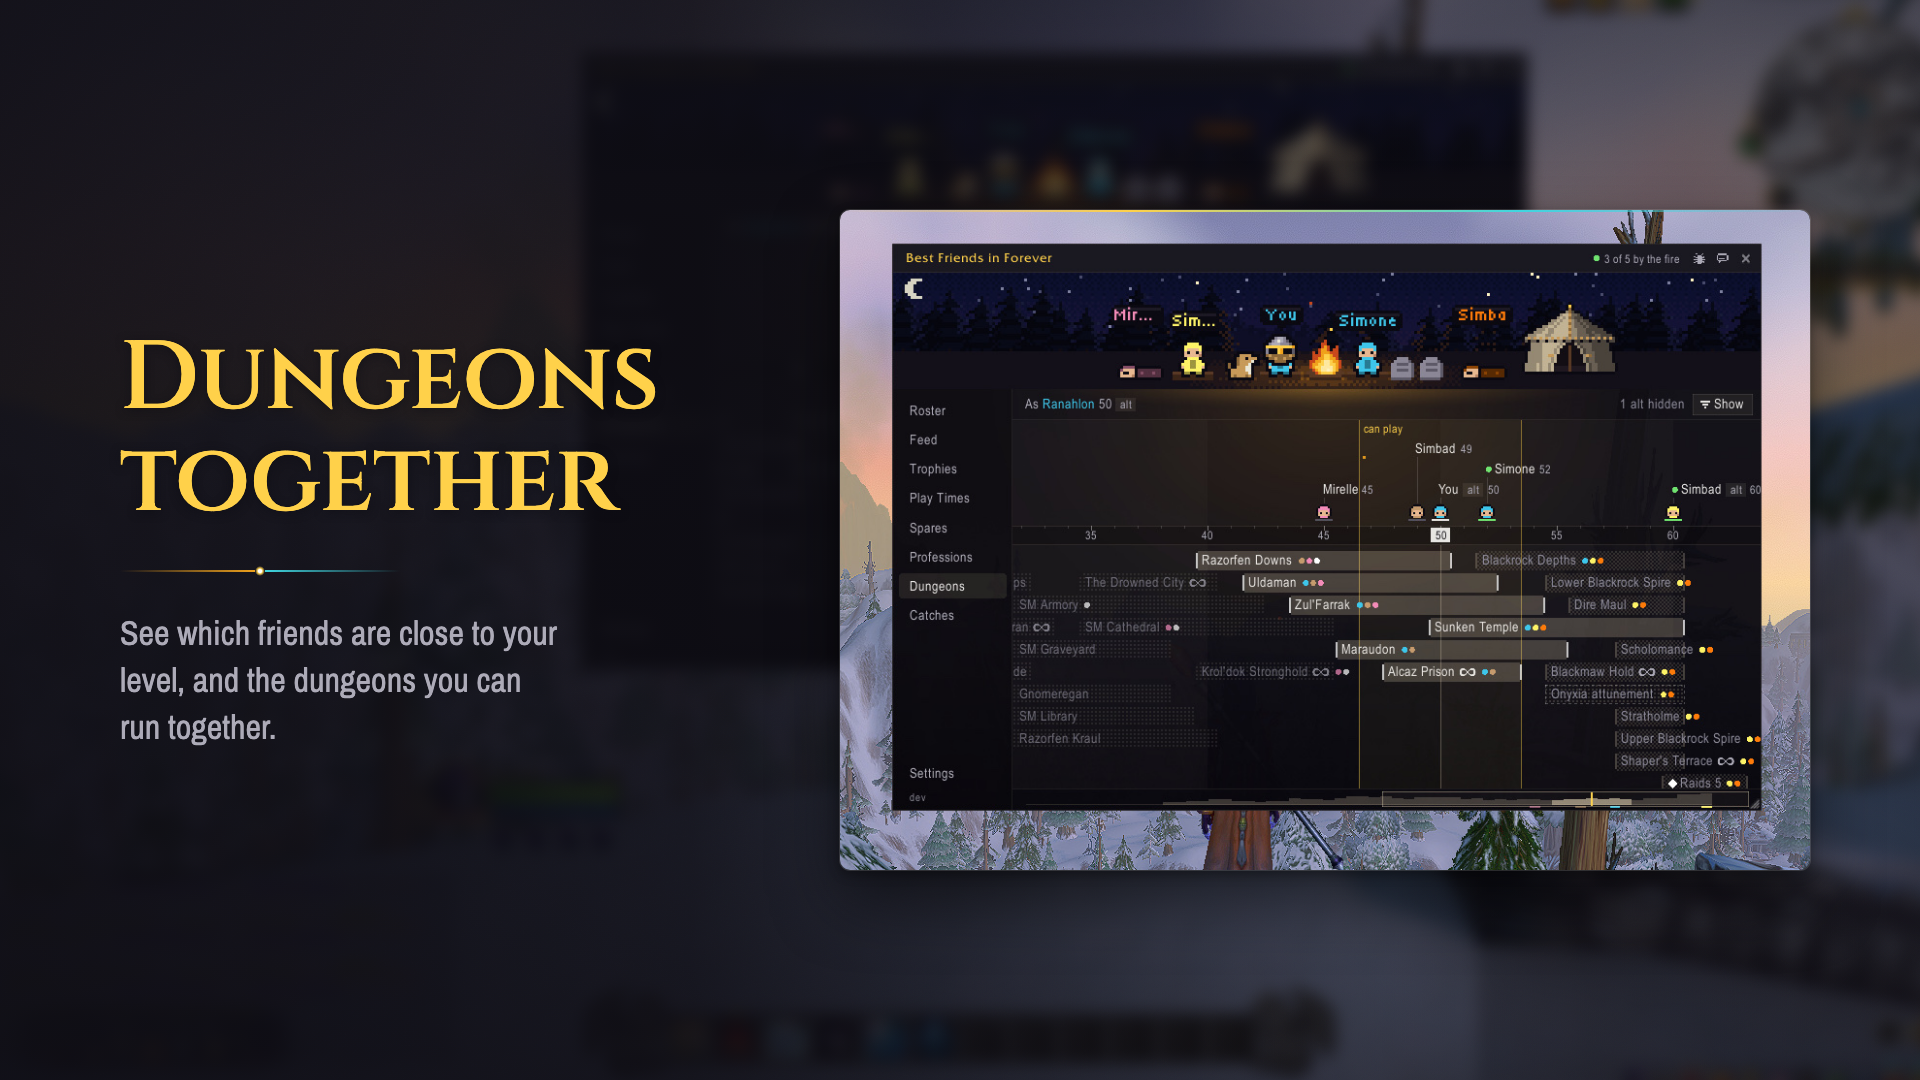 Dungeons
together
See which friends are close to your
level, and the dungeons you can
run together.
Best Friends in Forever
3 of 5 by the fire
Mir...
Sim...
You
Simone
Simba
Roster
Feed
Trophies
Play Times
Spares
Professions
Dungeons
Catches
Settings
dev
As Ranahlon 50 alt
1 alt hidden
Show
can play
Simbad 49
Simone 52
Mirelle 45
You alt 50
Simbad alt 60
35 40 45 50 55 60
Razorfen Downs
Blackrock Depths
ps
The Drowned City
Uldaman
Lower Blackrock Spire
SM Armory
Zul'Farrak
Dire Maul
ran
SM Cathedral
Sunken Temple
SM Graveyard
Maraudon
Scholomance
de
Krol'dok Stronghold
Alcaz Prison
Blackmaw Hold
Gnomeregan
Onyxia attunement
SM Library
Stratholme
Razorfen Kraul
Upper Blackrock Spire
Shaper's Terrace
Raids 5